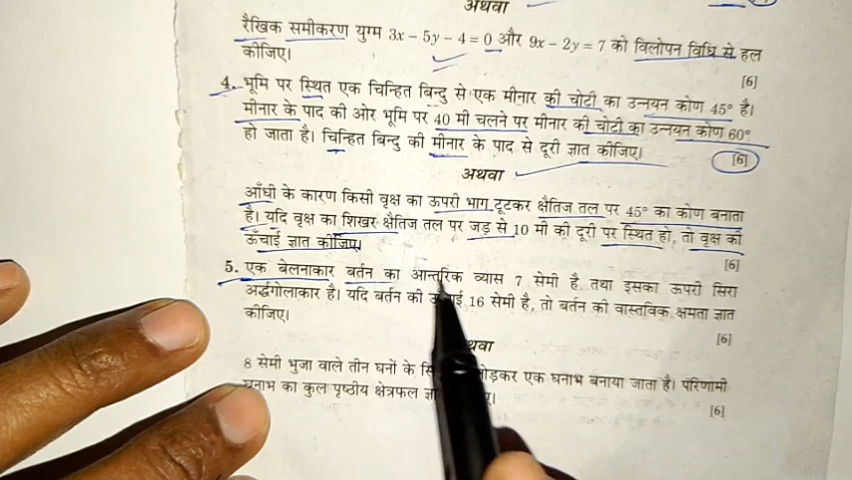 अथवा
रैखिक समीकरण युग्म 3x – 5y – 4 = 0 और 9x – 2y = 7 को विलोपन विधि से हल
कीजिए। [6]
4. भूमि पर स्थित एक चिन्हित बिन्दु से एक मीनार की चोटी का उन्नयन कोण 45° है।
मीनार के पाद की ओर भूमि पर 40 मी चलने पर मीनार की चोटी का उन्नयन कोण 60°
हो जाता है। चिन्हित बिन्दु की मीनार के पाद से दूरी ज्ञात कीजिए। [6]
अथवा
आँधी के कारण किसी वृक्ष का ऊपरी भाग टूटकर क्षैतिज तल पर 45° का कोण बनाता
है। यदि वृक्ष का शिखर क्षैतिज तल पर जड़ से 10 मी की दूरी पर स्थित हो, तो वृक्ष की
ऊँचाई ज्ञात कीजिए। [6]
5. एक बेलनाकार बर्तन का आन्तरिक व्यास 7 सेमी है तथा इसका ऊपरी सिरा
अर्द्धगोलाकार है। यदि बर्तन की 16 सेमी है, तो बर्तन की वास्तविक क्षमता ज्ञात
कीजिए। [6]
8 सेमी भुजा वाले तीन घनों के जोड़कर एक घनाभ बनाया जाता है। परिणामी
घनाभ का कुल पृष्ठीय क्षेत्रफल [6]